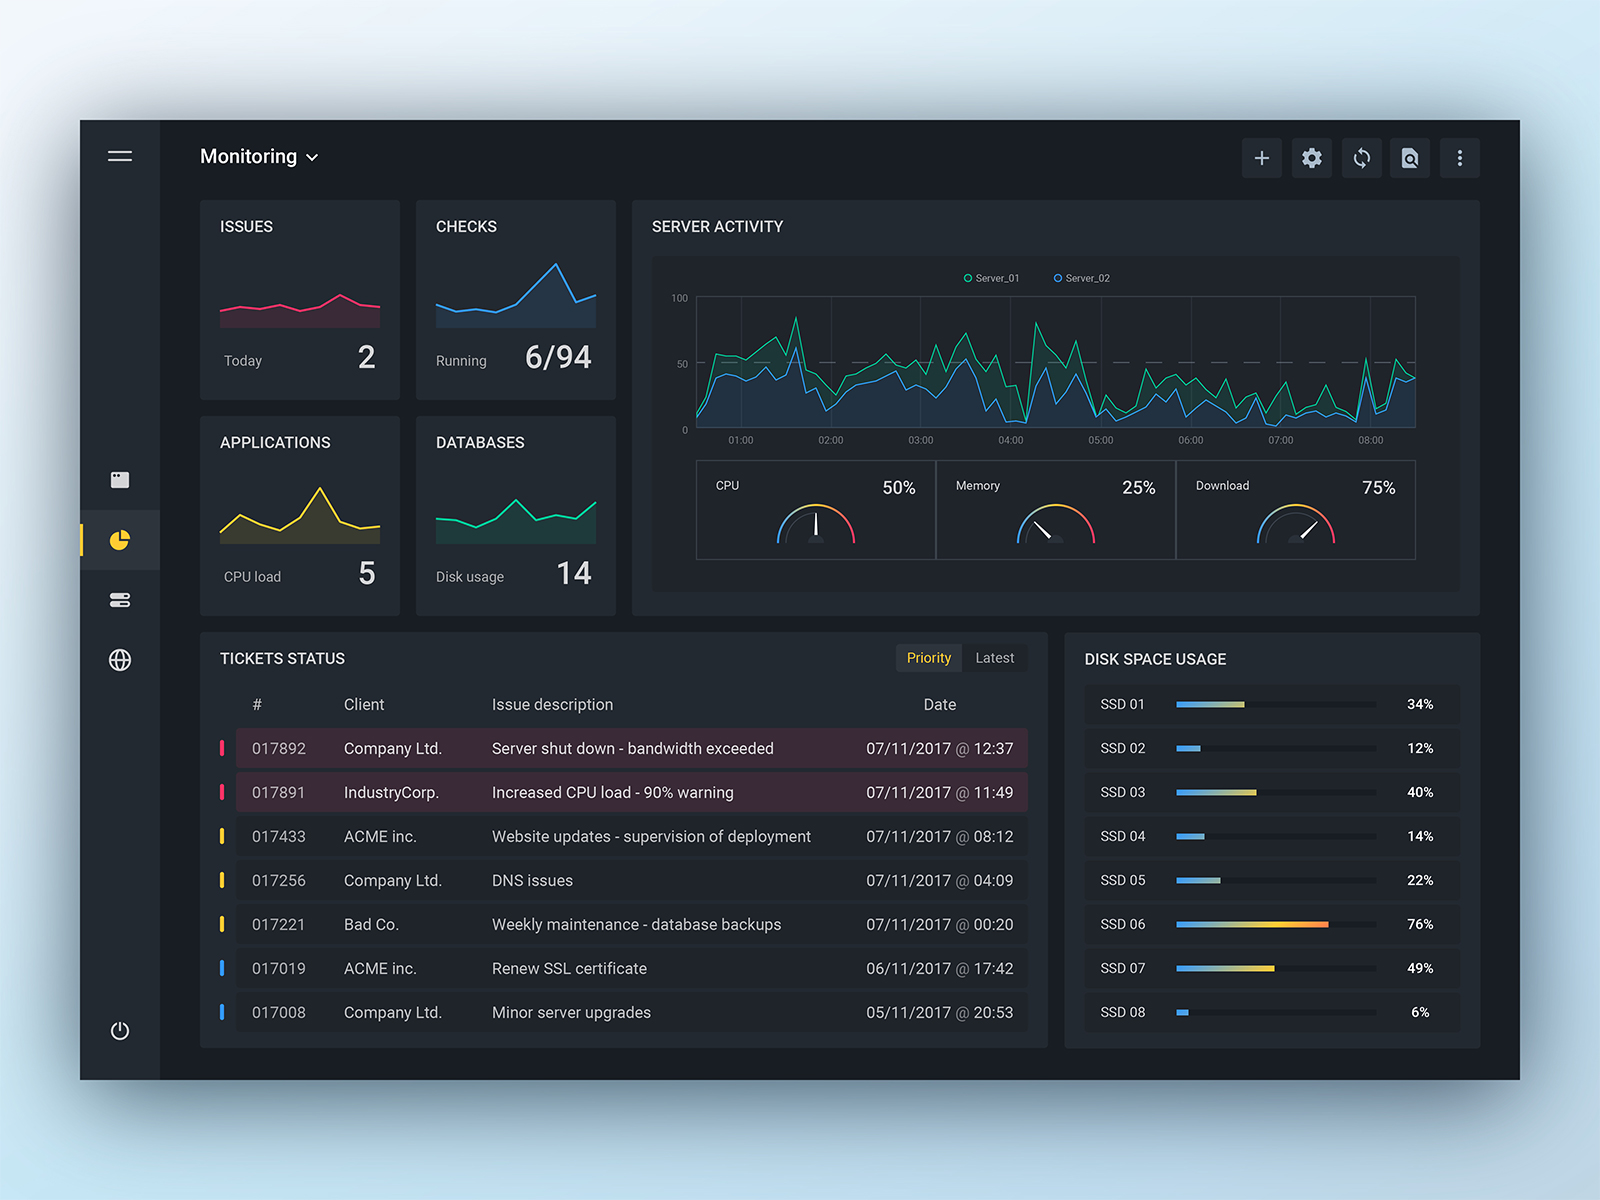 Monitoring
ISSUES
Today 2
CHECKS
Running 6/94
APPLICATIONS
CPU load 5
DATABASES
Disk usage 14
SERVER ACTIVITY
Server_01 Server_02
100
50
0
01:00 02:00 03:00 04:00 05:00 06:00 07:00 08:00
CPU 50% Memory 25% Download 75%
TICKETS STATUS Priority Latest
# Client Issue description Date
017892 Company Ltd. Server shut down - bandwidth exceeded 07/11/2017 @ 12:37
017891 IndustryCorp. Increased CPU load - 90% warning 07/11/2017 @ 11:49
017433 ACME inc. Website updates - supervision of deployment 07/11/2017 @ 08:12
017256 Company Ltd. DNS issues 07/11/2017 @ 04:09
017221 Bad Co. Weekly maintenance - database backups 07/11/2017 @ 00:20
017019 ACME inc. Renew SSL certificate 06/11/2017 @ 17:42
017008 Company Ltd. Minor server upgrades 05/11/2017 @ 20:53
DISK SPACE USAGE
SSD 01 34%
SSD 02 12%
SSD 03 40%
SSD 04 14%
SSD 05 22%
SSD 06 76%
SSD 07 49%
SSD 08 6%